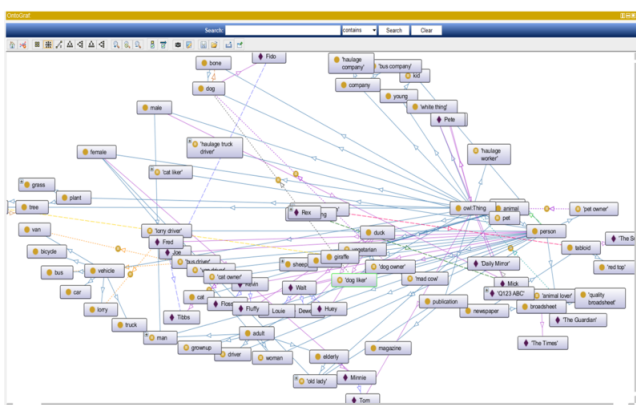 OntoGraf
Search:
contains
Search
Clear
Fido
bone
'haulage
company'
'bus company'
kid
dog
company
young
male
'white thing'
Pete
'haulage truck
driver'
female
'haulage
worker'
'cat liker'
grass
plant
tree
Rex
owl:Thing
animal
'pet owner'
pet
van
'lorry driver'
Fred
duck
person
'The S
Joe
vegetarian
tabloid
bicycle
'bus driver'
giraffe
sheep
'dog owner'
'Daily Mirror'
'red top'
bus
vehicle
'cat owner'
Kevin
'dog liker'
'mad cow'
Mick
car
cat
Walt
'Q123 ABC'
'animal lover'
'quality
broadsheet'
lorry
Tibbs
Fluffy
Louie
Huey
publication
newspaper
broadsheet
'The Guardian'
truck
man
adult
grownup
driver
woman
elderly
magazine
'The Times'
'old lady'
Minnie
Tom